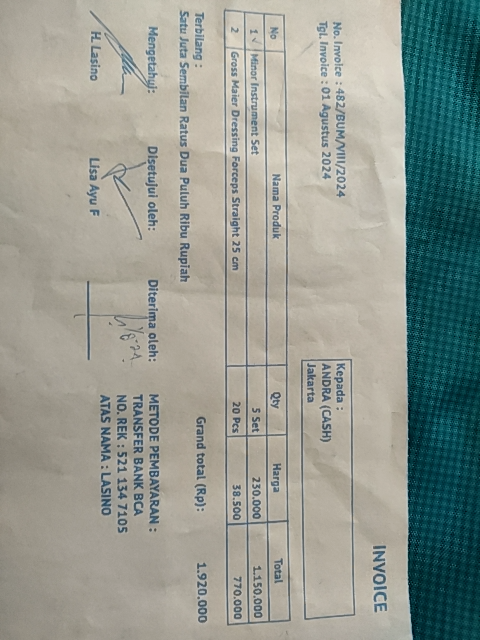 INVOICE
No. Invoice : 482/BUM/VIII/2024
Tgl. Invoice : 01 Agustus 2024
Kepada :
ANDRA (CASH)
Jakarta
No Nama Produk Qty Harga Total
1 √ Minor Instrument Set 5 Set 230.000 1.150.000
2 Gross Maier Dressing Forceps Straight 25 cm 20 Pcs 38.500 770.000
Grand total (Rp): 1.920.000
Terbilang :
Satu Juta Sembilan Ratus Dua Puluh Ribu Rupiah
Mengetahui: Disetujui oleh: Diterima oleh:
H. Lasino Lisa Ayu F
METODE PEMBAYARAN :
TRANSFER BANK BCA
NO. REK : 521 134 7105
ATAS NAMA : LASINO